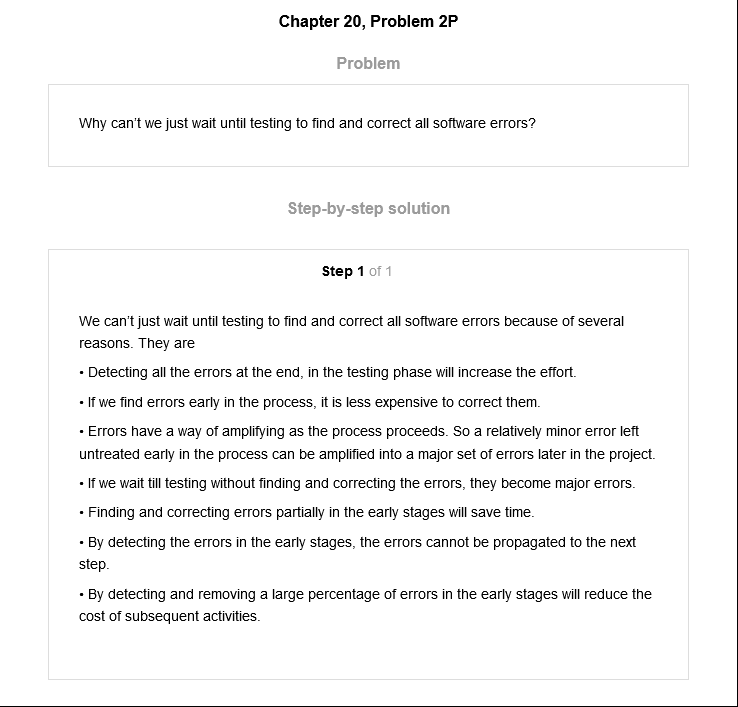 Chapter 20, Problem 2P
Problem
Why can't we just wait until testing to find and correct all software errors?
Step-by-step solution
Step 1 of 1
We can't just wait until testing to find and correct all software errors because of several
reasons. They are
• Detecting all the errors at the end, in the testing phase will increase the effort.
• If we find errors early in the process, it is less expensive to correct them.
• Errors have a way of amplifying as the process proceeds. So a relatively minor error left
untreated early in the process can be amplified into a major set of errors later in the project.
• If we wait till testing without finding and correcting the errors, they become major errors.
• Finding and correcting errors partially in the early stages will save time.
• By detecting the errors in the early stages, the errors cannot be propagated to the next
step.
• By detecting and removing a large percentage of errors in the early stages will reduce the
cost of subsequent activities.